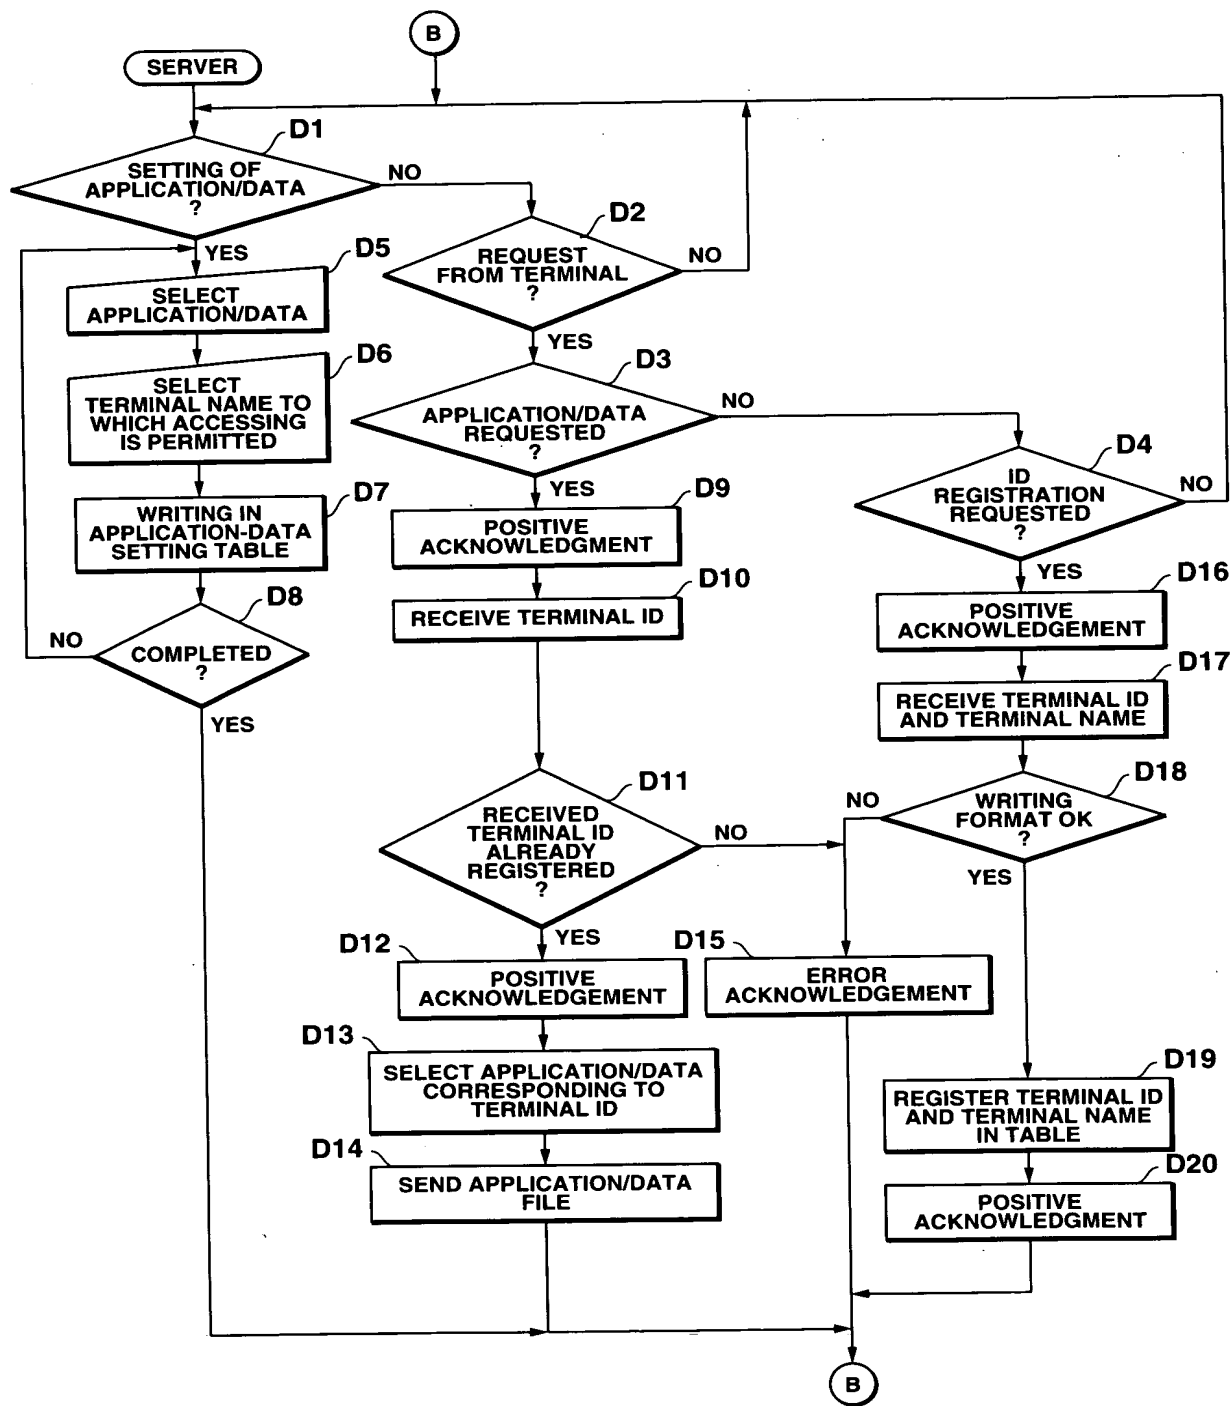 B
SERVER
D1
SETTING OF
APPLICATION/DATA
?
NO
YES
D2
REQUEST
FROM TERMINAL
?
NO
YES
D5
SELECT
APPLICATION/DATA
D6
SELECT
TERMINAL NAME TO
WHICH ACCESSING
IS PERMITTED
D7
WRITING IN
APPLICATION-DATA
SETTING TABLE
D8
COMPLETED
?
NO
YES
D3
APPLICATION/DATA
REQUESTED
?
NO
YES
D4
ID
REGISTRATION
REQUESTED
?
NO
YES
D9
POSITIVE
ACKNOWLEDGMENT
D10
RECEIVE TERMINAL ID
D11
RECEIVED
TERMINAL ID
ALREADY
REGISTERED
?
NO
YES
D12
POSITIVE
ACKNOWLEDGEMENT
D13
SELECT APPLICATION/DATA
CORRESPONDING TO
TERMINAL ID
D14
SEND APPLICATION/DATA
FILE
D15
ERROR
ACKNOWLEDGEMENT
D16
POSITIVE
ACKNOWLEDGEMENT
D17
RECEIVE TERMINAL ID
AND TERMINAL NAME
D18
WRITING
FORMAT OK
?
NO
YES
D19
REGISTER TERMINAL ID
AND TERMINAL NAME
IN TABLE
D20
POSITIVE
ACKNOWLEDGMENT
B